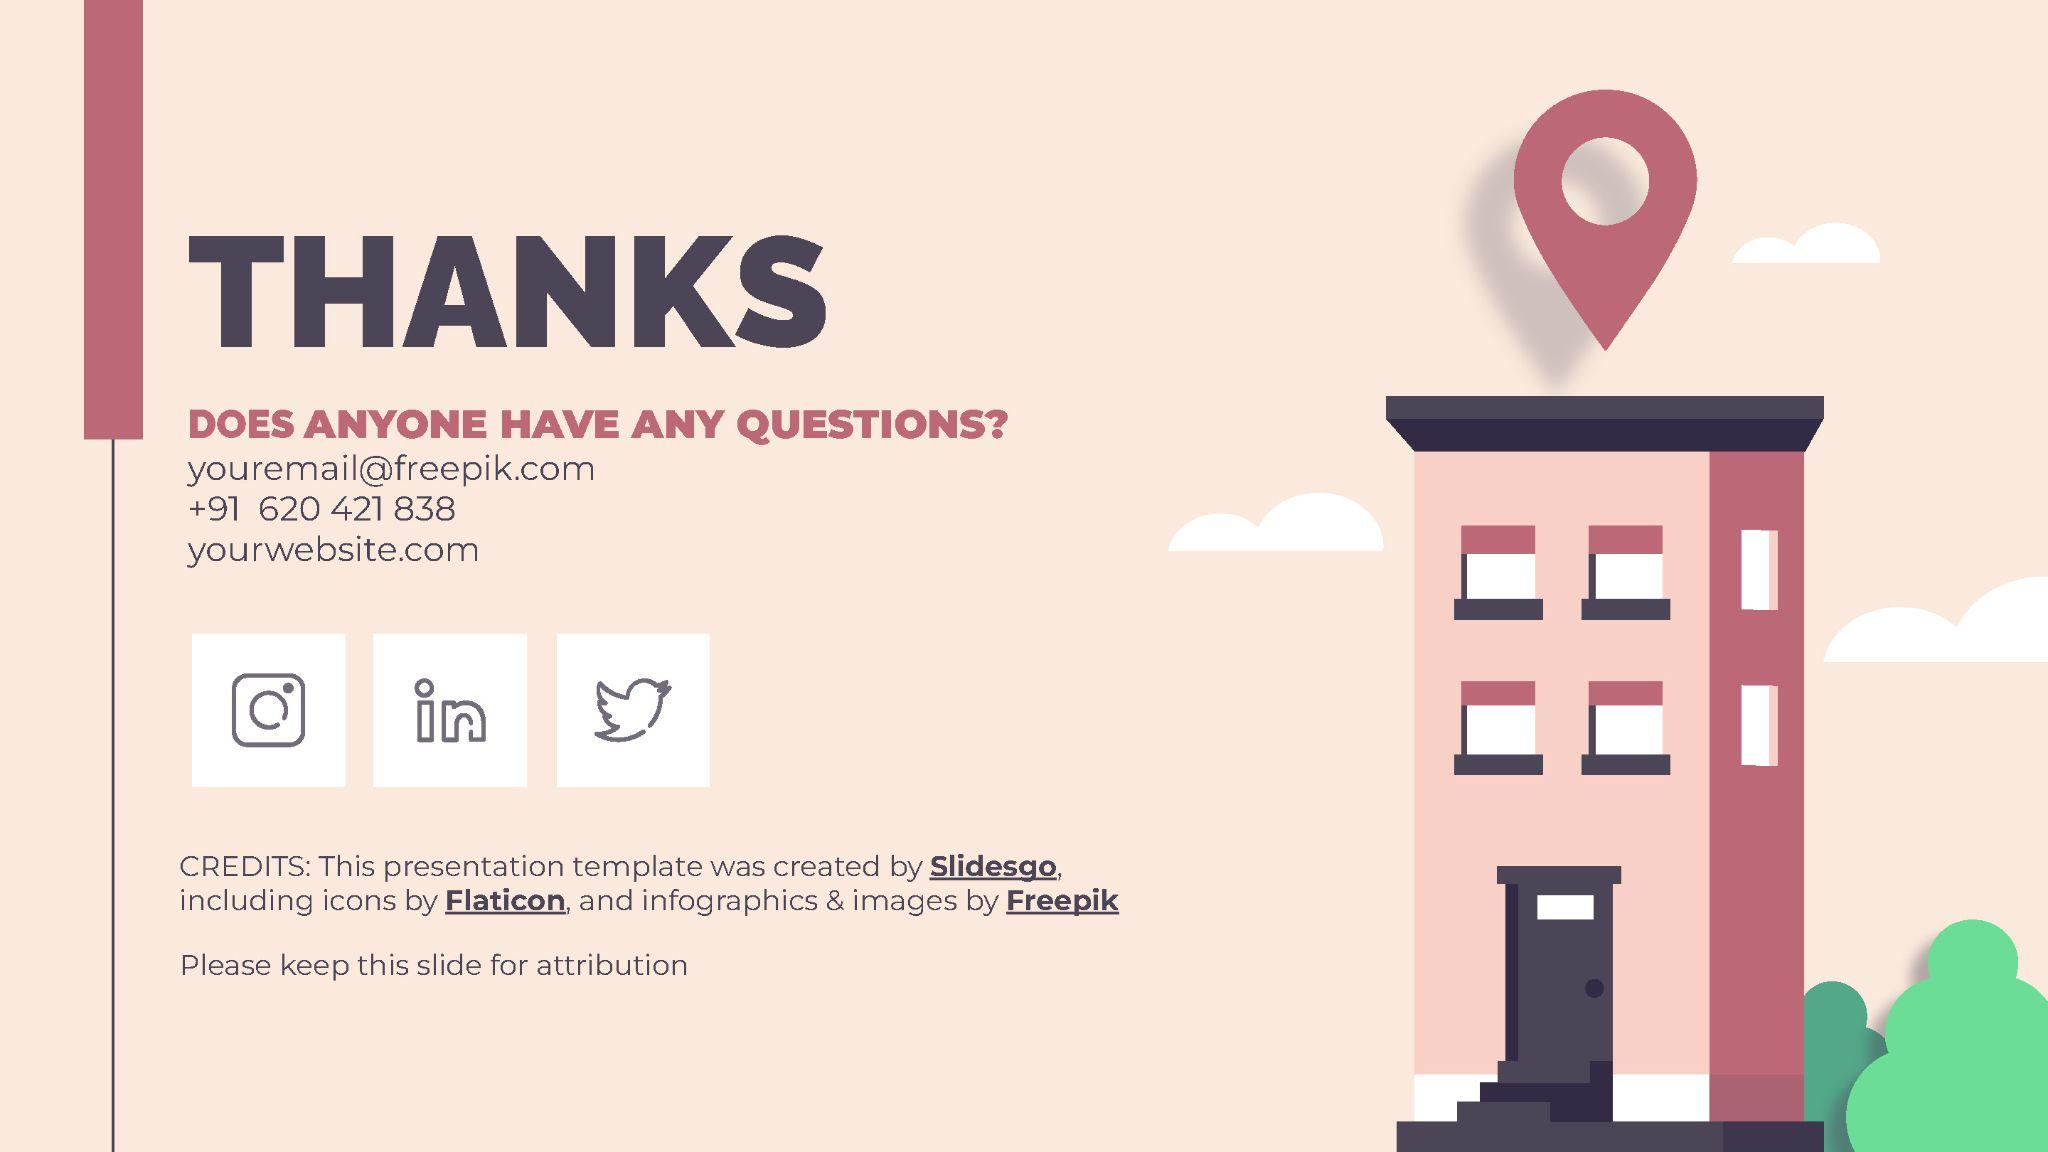 THANKS
DOES ANYONE HAVE ANY QUESTIONS?
youremail@freepik.com
+91  620 421 838
yourwebsite.com
CREDITS: This presentation template was created by Slidesgo,
including icons by Flaticon, and infographics & images by Freepik
Please keep this slide for attribution